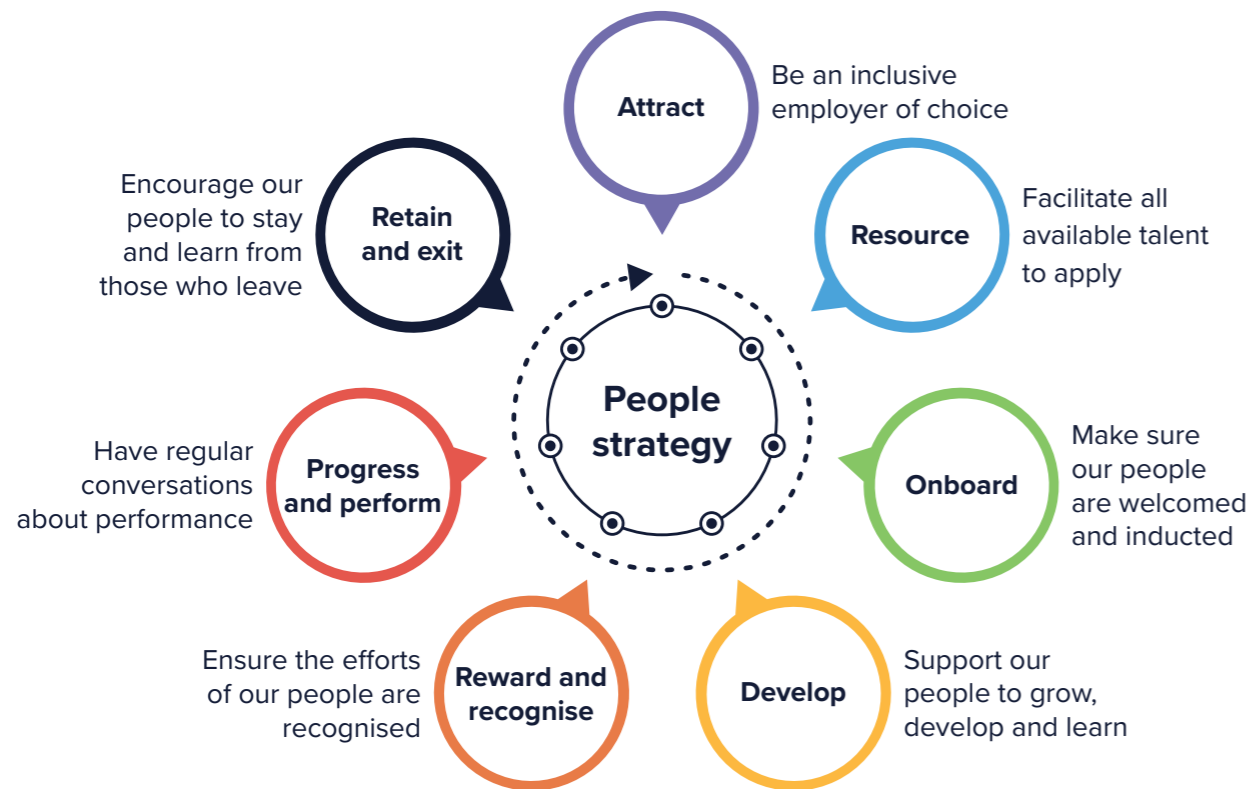 Attract
Be an inclusive
employer of choice
Resource
Facilitate all
available talent
to apply
Onboard
Make sure
our people
are welcomed
and inducted
Develop
Support our
people to grow,
develop and learn
Reward and
recognise
Ensure the efforts
of our people are
recognised
Progress
and perform
Have regular
conversations
about performance
Retain
and exit
Encourage our
people to stay
and learn from
those who leave
People
strategy